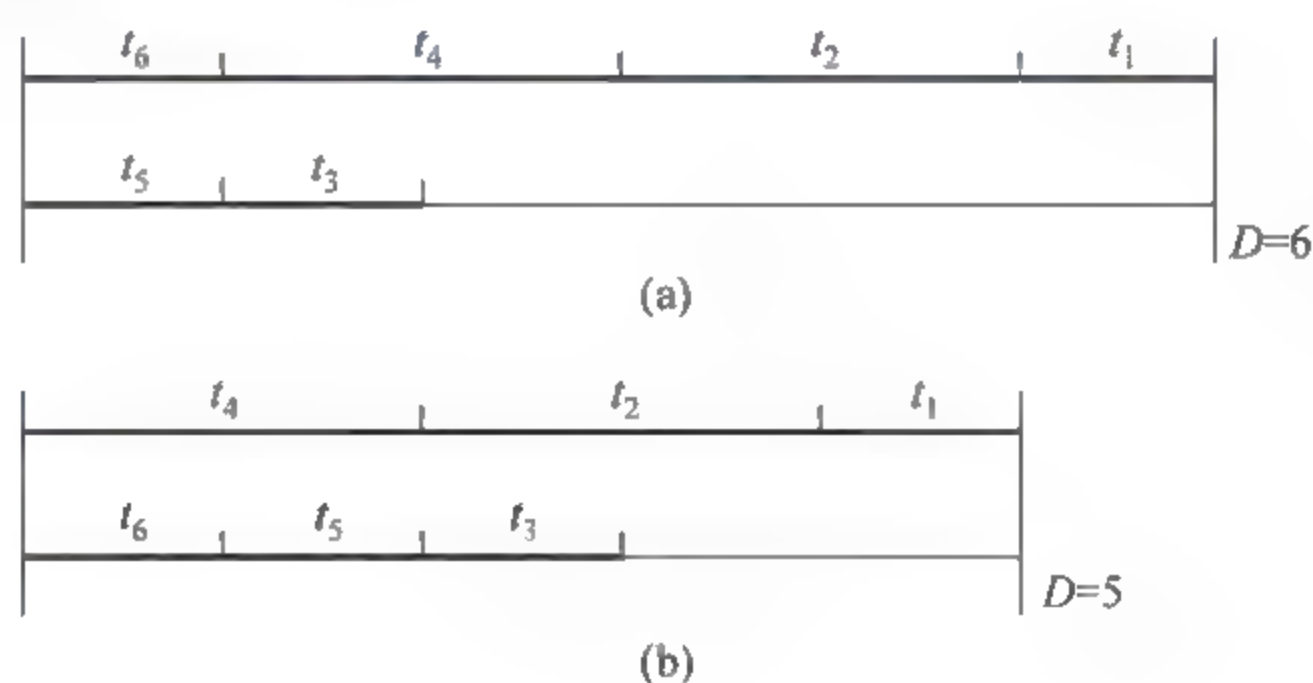 t₆ t₄ t₂ t₁
t₅ t₃
D=6
(a)
t₄ t₂ t₁
t₆ t₅ t₃
D=5
(b)